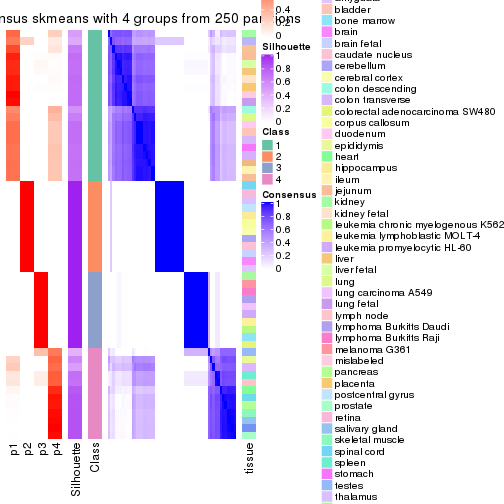 nsus skmeans with 4 groups from 250 partitions
0.4
0.2
0
Silhouette
1
0.8
0.6
0.4
0.2
0
Class
1
2
3
4
Consensus
1
0.8
0.6
0.4
0.2
0
bladder
bone marrow
brain
brain fetal
caudate nucleus
cerebellum
cerebral cortex
colon descending
colon transverse
colorectal adenocarcinoma SW480
corpus callosum
duodenum
epididymis
heart
hippocampus
ileum
jejunum
kidney
kidney fetal
leukemia chronic myelogenous K562
leukemia lymphoblastic MOLT-4
leukemia promyelocytic HL-60
liver
liver fetal
lung
lung carcinoma A549
lung fetal
lymph node
lymphoma Burkitts Daudi
lymphoma Burkitts Raji
melanoma G361
mislabeled
pancreas
placenta
postcentral gyrus
prostate
retina
salivary gland
skeletal muscle
spinal cord
spleen
stomach
testes
thalamus
p1
p2
p3
p4
Silhouette
Class
tissue